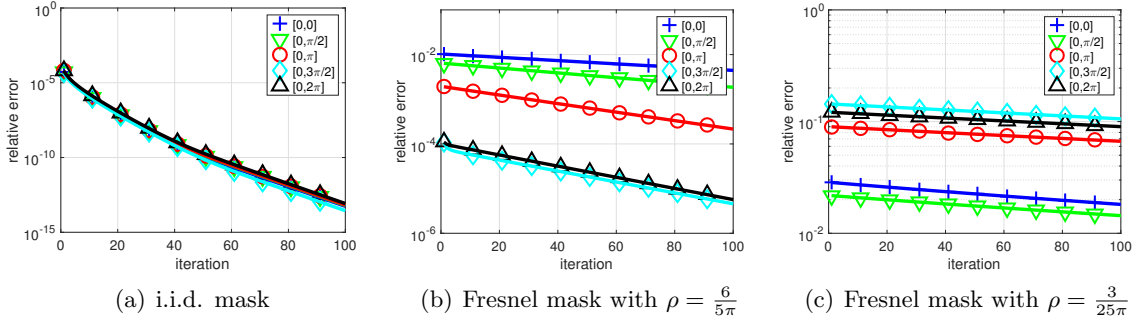 10^0
10^-5
10^-10
10^-15
relative error
0 20 40 60 80 100
iteration
[0,0]
[0,π/2]
[0,π]
[0,3π/2]
[0,2π]
(a) i.i.d. mask
10^-2
10^-4
10^-6
relative error
0 20 40 60 80 100
iteration
[0,0]
[0,π/2]
[0,π]
[0,3π/2]
[0,2π]
(b) Fresnel mask with ρ = 6/5π
10^0
10^-1
10^-2
relative error
0 20 40 60 80 100
iteration
[0,0]
[0,π/2]
[0,π]
[0,3π/2]
[0,2π]
(c) Fresnel mask with ρ = 3/25π